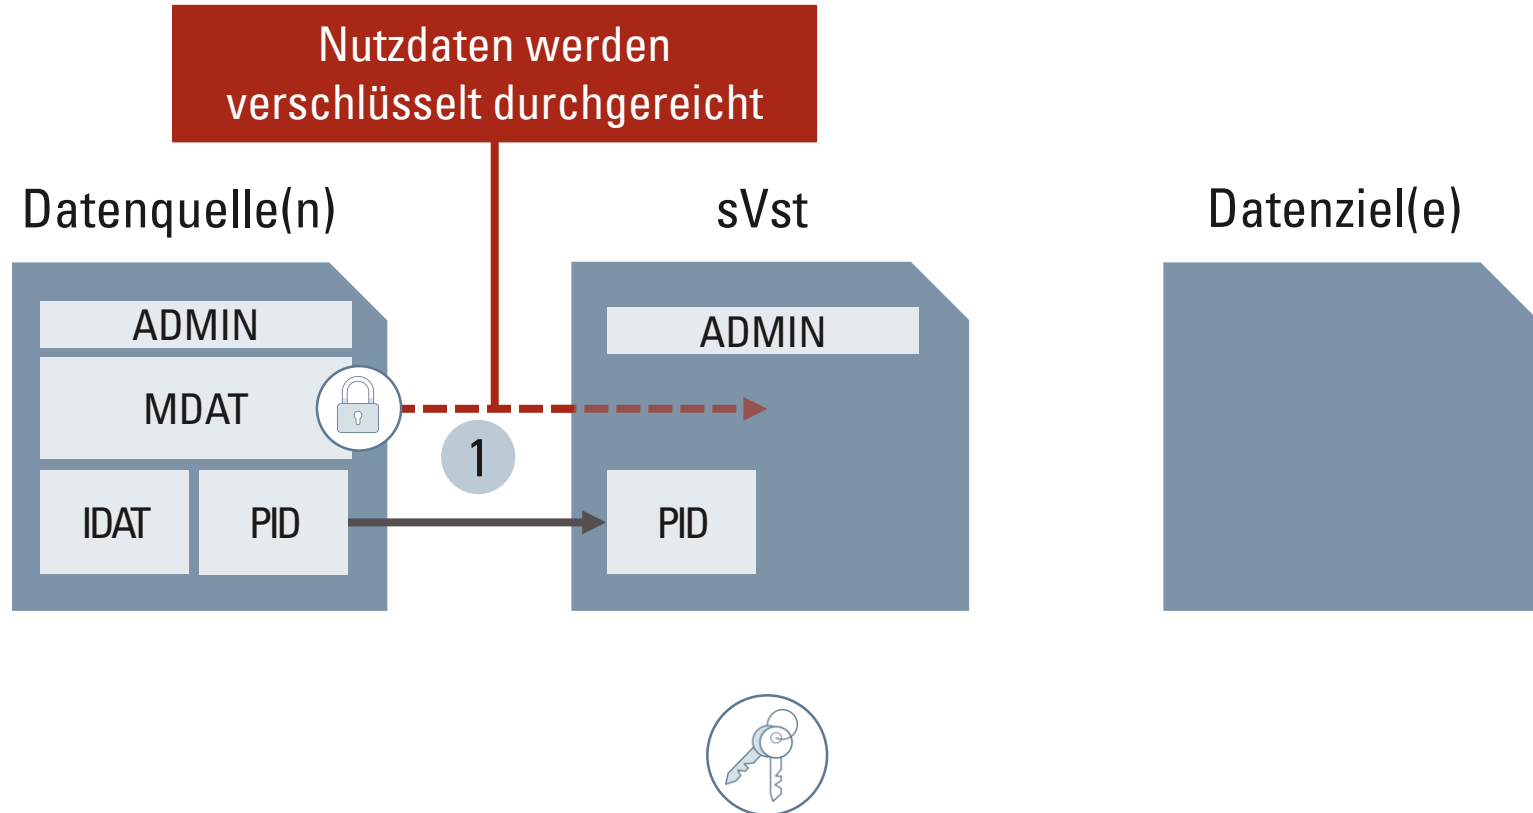 Nutzdaten werden
verschlüsselt durchgereicht
Datenquelle(n)
sVst
Datenziel(e)
ADMIN
ADMIN
MDAT
1
IDAT
PID
PID